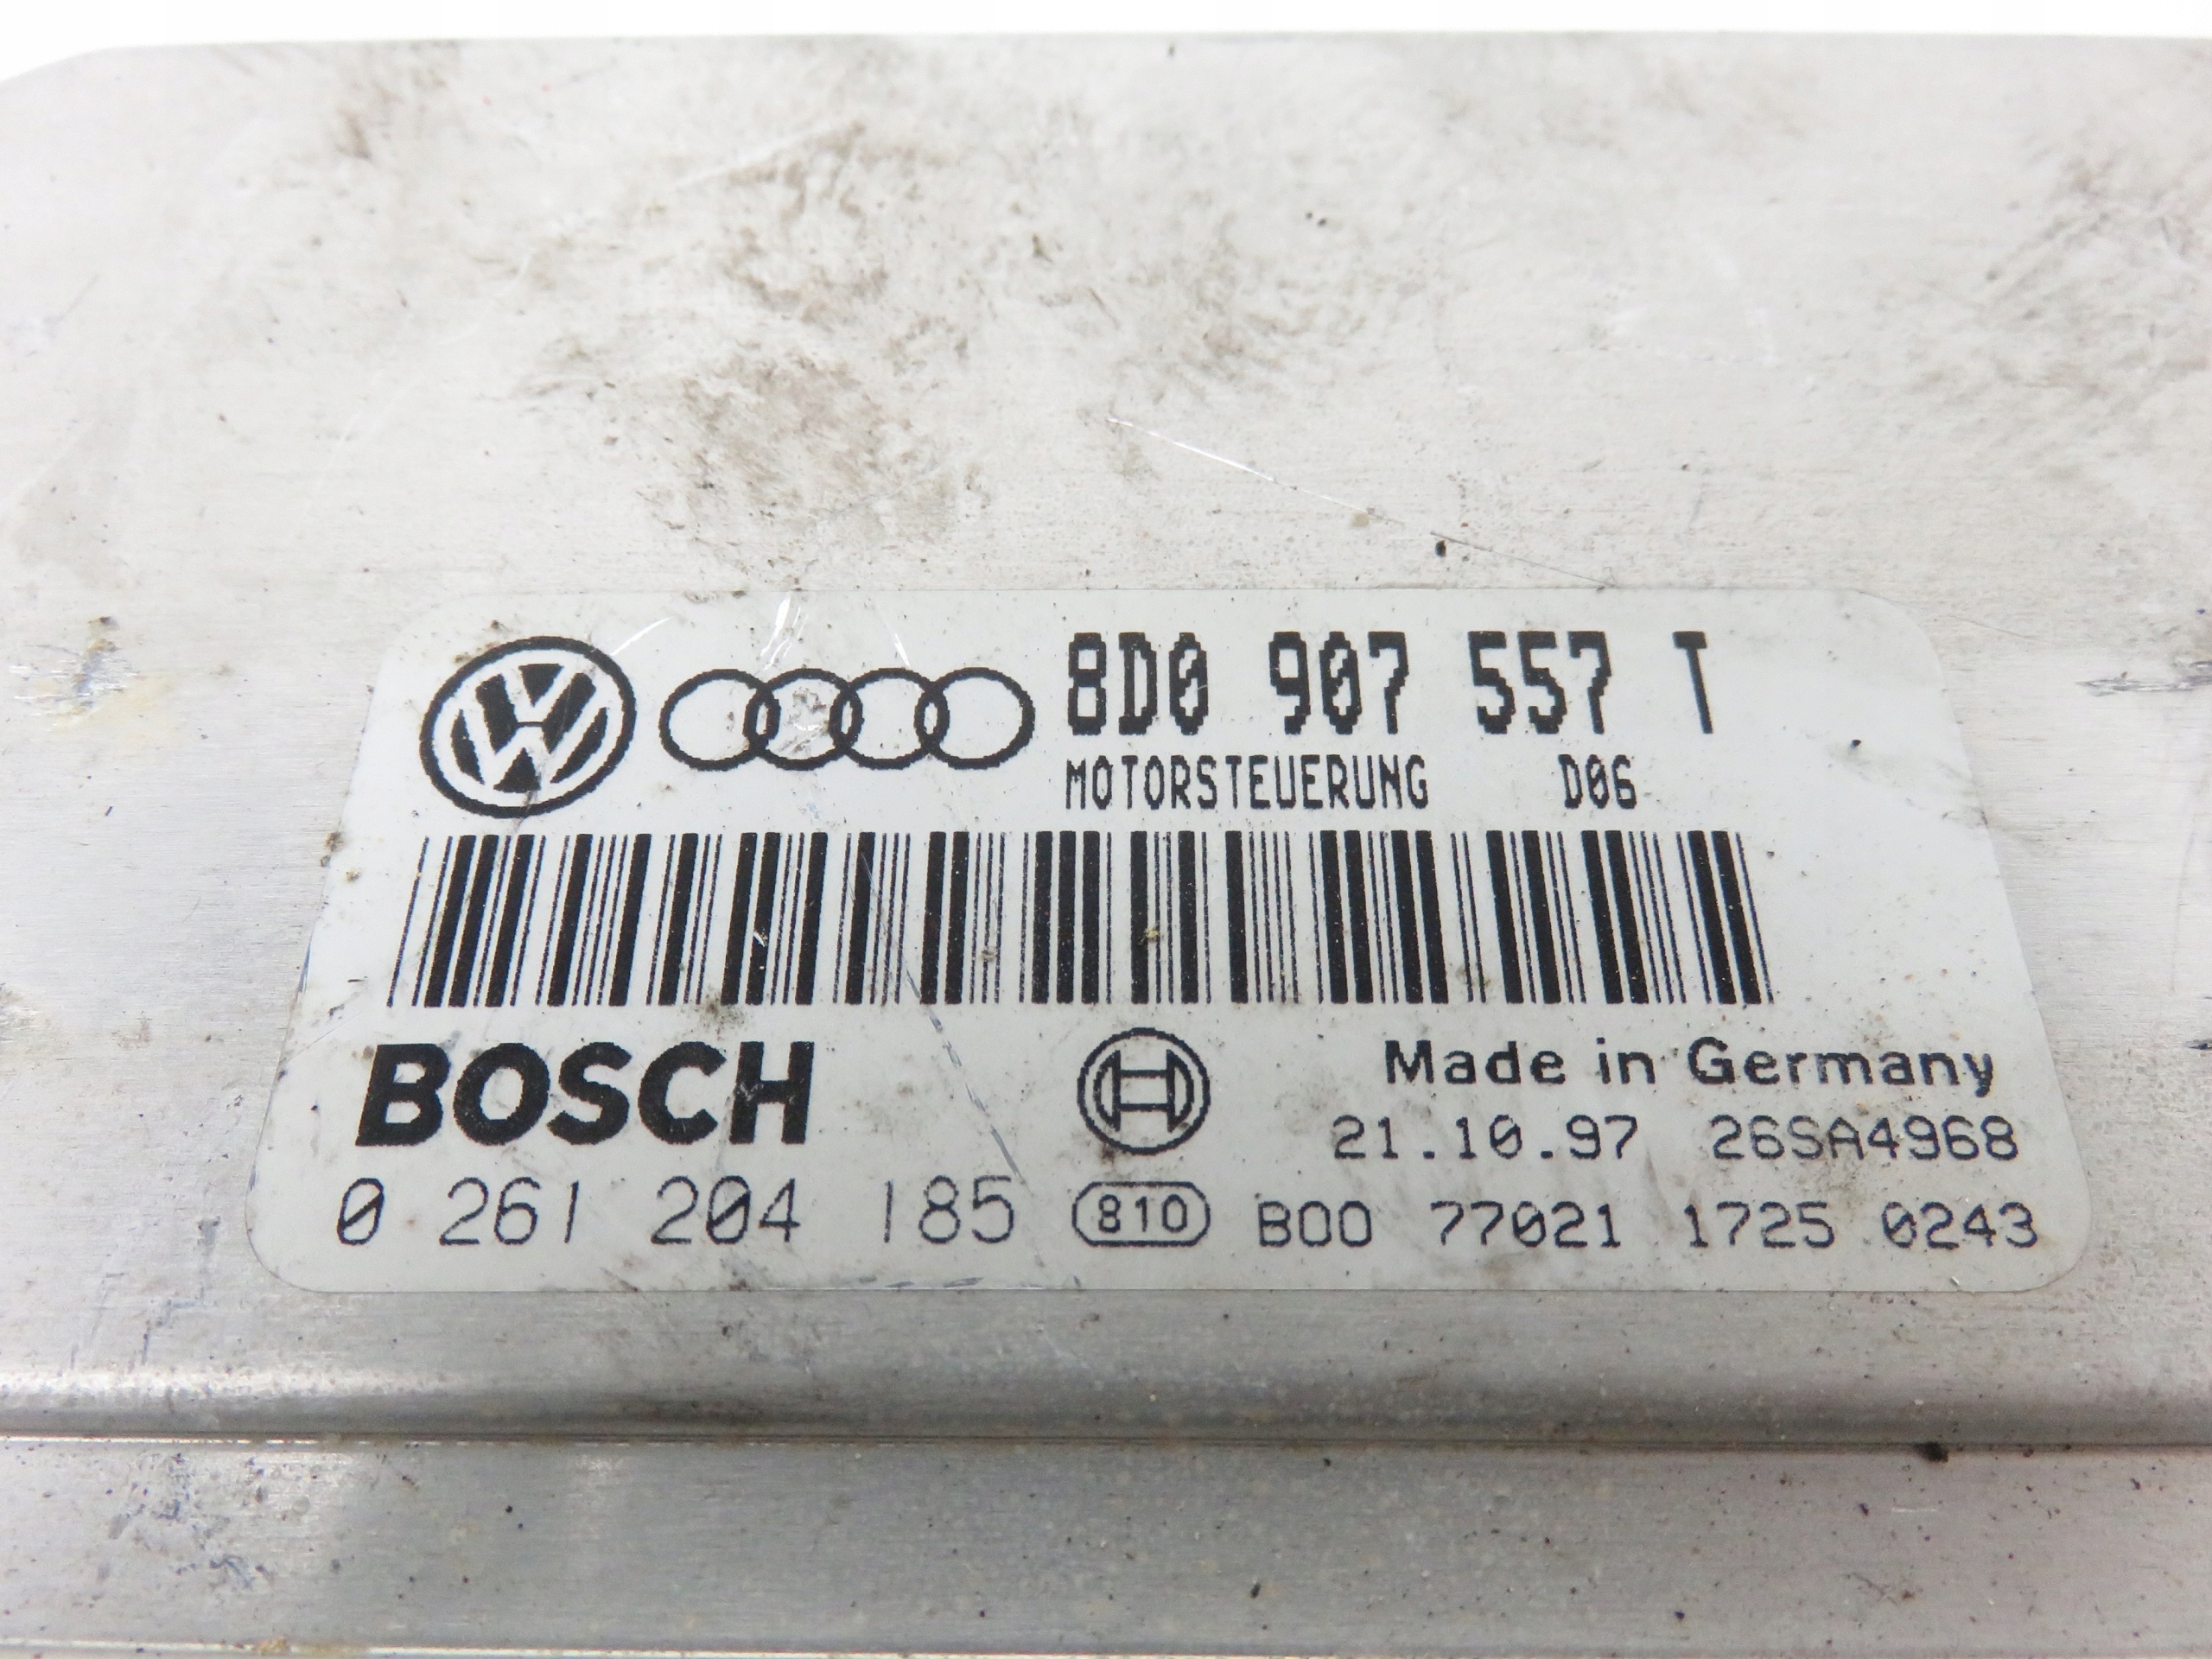 8D0 907 557 T
MOTORSTEUERUNG D06
BOSCH
Made in Germany
21.10.97 26SA4968
0 261 204 185 810 B00 77021 1725 0243